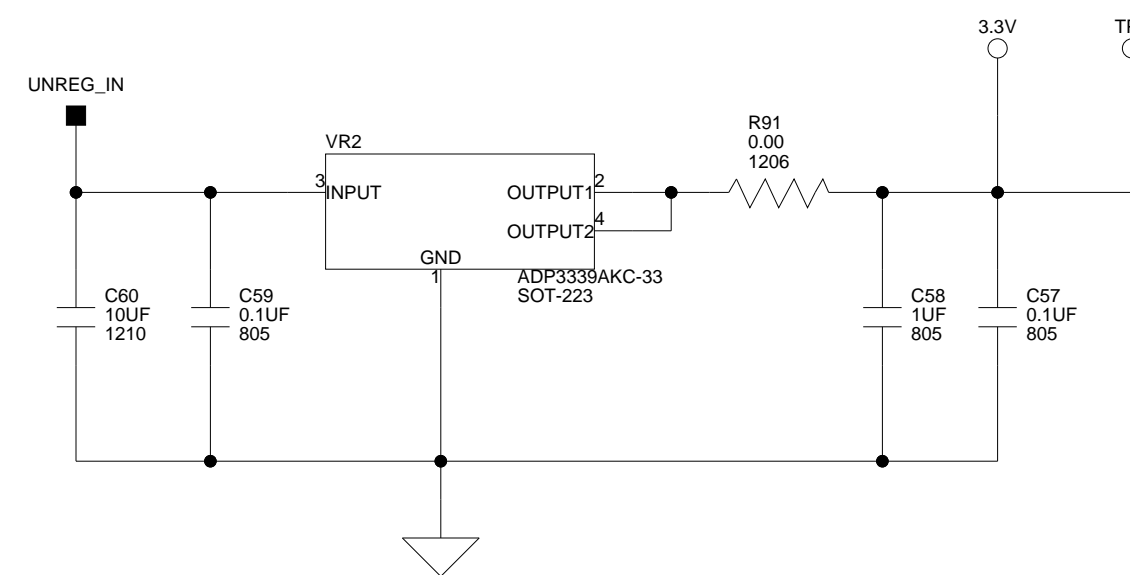 3.3V
UNREG_IN
R91
0.00
1206
VR2
3
INPUT
OUTPUT1
2
OUTPUT2
4
GND
1
ADP3339AKC-33
SOT-223
C60
10UF
1210
C59
0.1UF
805
C58
1UF
805
C57
0.1UF
805